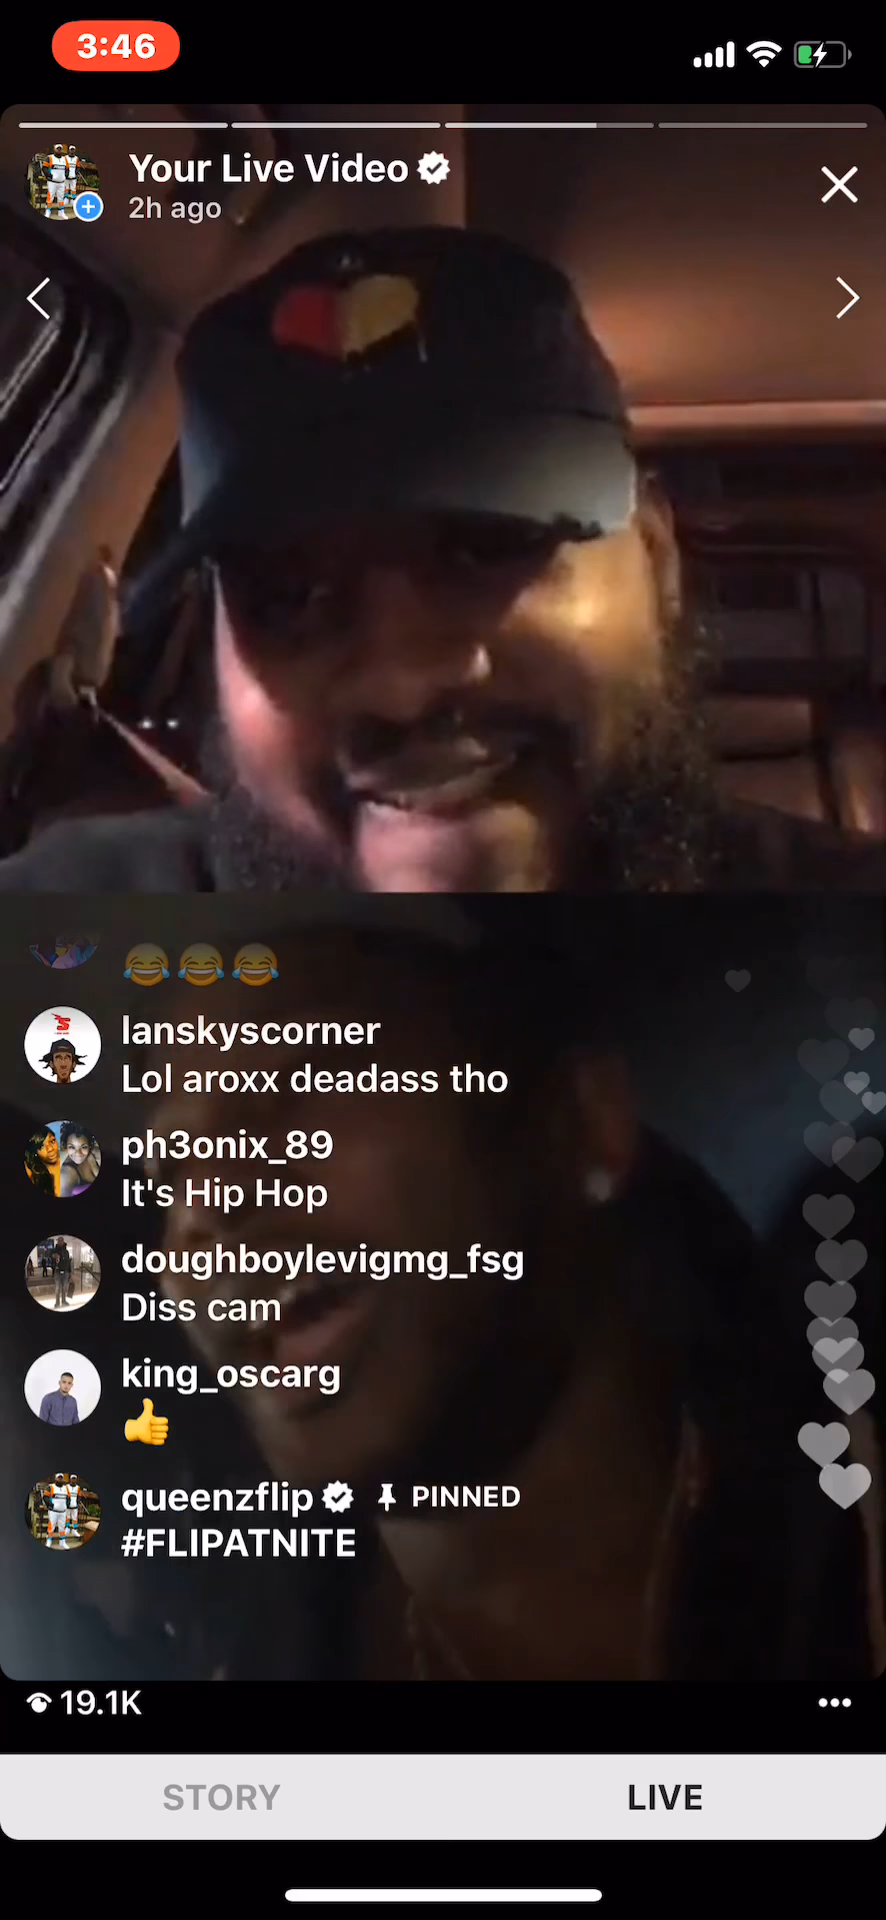 3:46
Your Live Video
2h ago
😂😂😂
lanskyscorner
Lol aroxx deadass tho
ph3onix_89
It's Hip Hop
doughboylevigmg_fsg
Diss cam
king_oscarg
👍
queenzflip PINNED
#FLIPATNITE
19.1K
STORY
LIVE